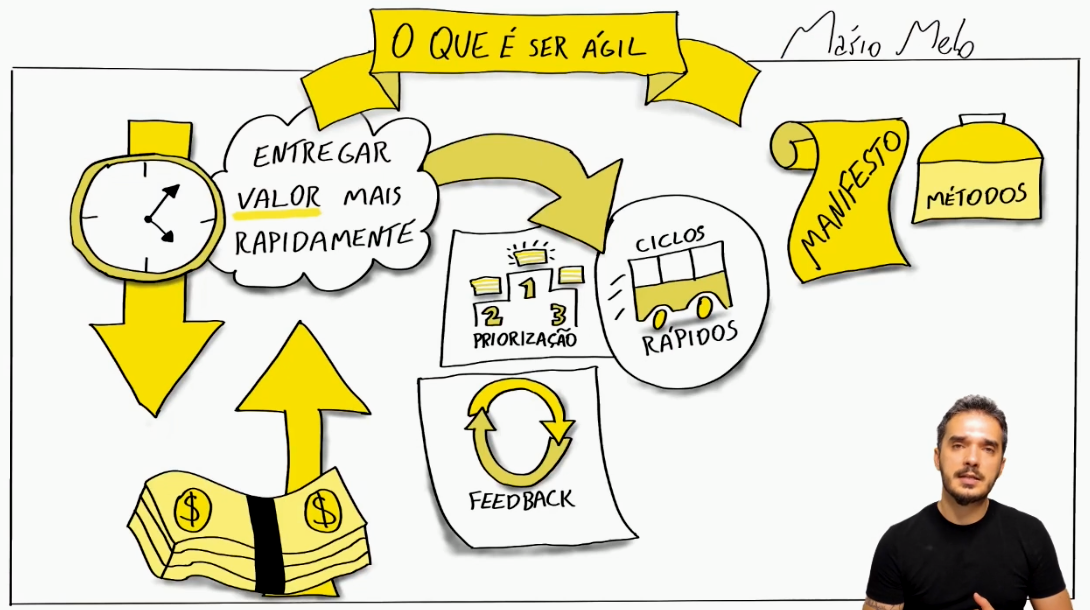 O QUE É SER ÁGIL
Mário Melo
ENTREGAR
VALOR MAIS
RAPIDAMENTE
MANIFESTO
MÉTODOS
CICLOS
RÁPIDOS
1
2 3
PRIORIZAÇÃO
FEEDBACK
$ $